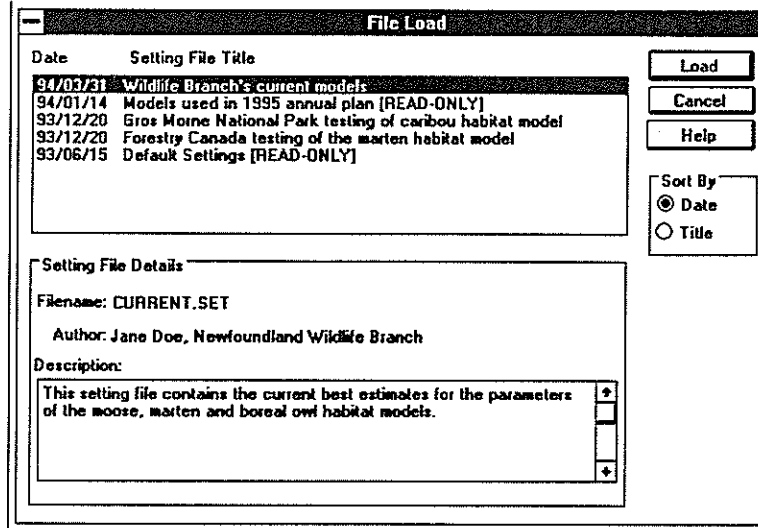 File Load
Date Setting File Title
94/03/31 Wildlife Branch's current models
94/01/14 Models used in 1995 annual plan [READ-ONLY]
93/12/20 Gros Morne National Park testing of caribou habitat model
93/12/20 Forestry Canada testing of the marten habitat model
93/06/15 Default Settings [READ-ONLY]
Load
Cancel
Help
Sort By
Date
Title
Setting File Details
Filename: CURRENT.SET
Author: Jane Doe, Newfoundland Wildlife Branch
Description:
This setting file contains the current best estimates for the parameters
of the moose, marten and boreal owl habitat models.